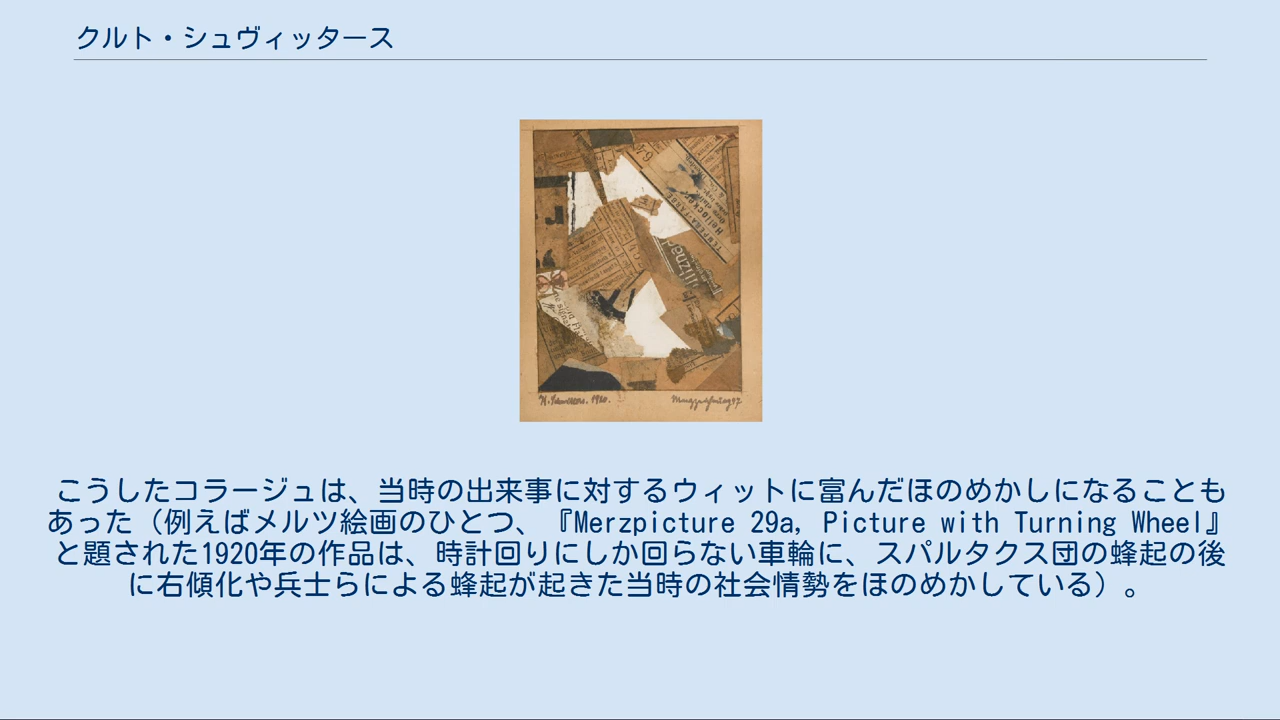 クルト・シュヴィッタース
TEMPERA-FARBE
K. Schwitters. 1920.
こうしたコラージュは、当時の出来事に対するウィットに富んだほのめかしになることも
あった（例えばメルツ絵画のひとつ、『Merzpicture 29a, Picture with Turning Wheel』
と題された1920年の作品は、時計回りにしか回らない車輪に、スパルタクス団の蜂起の後
に右傾化や兵士らによる蜂起が起きた当時の社会情勢をほのめかしている）。